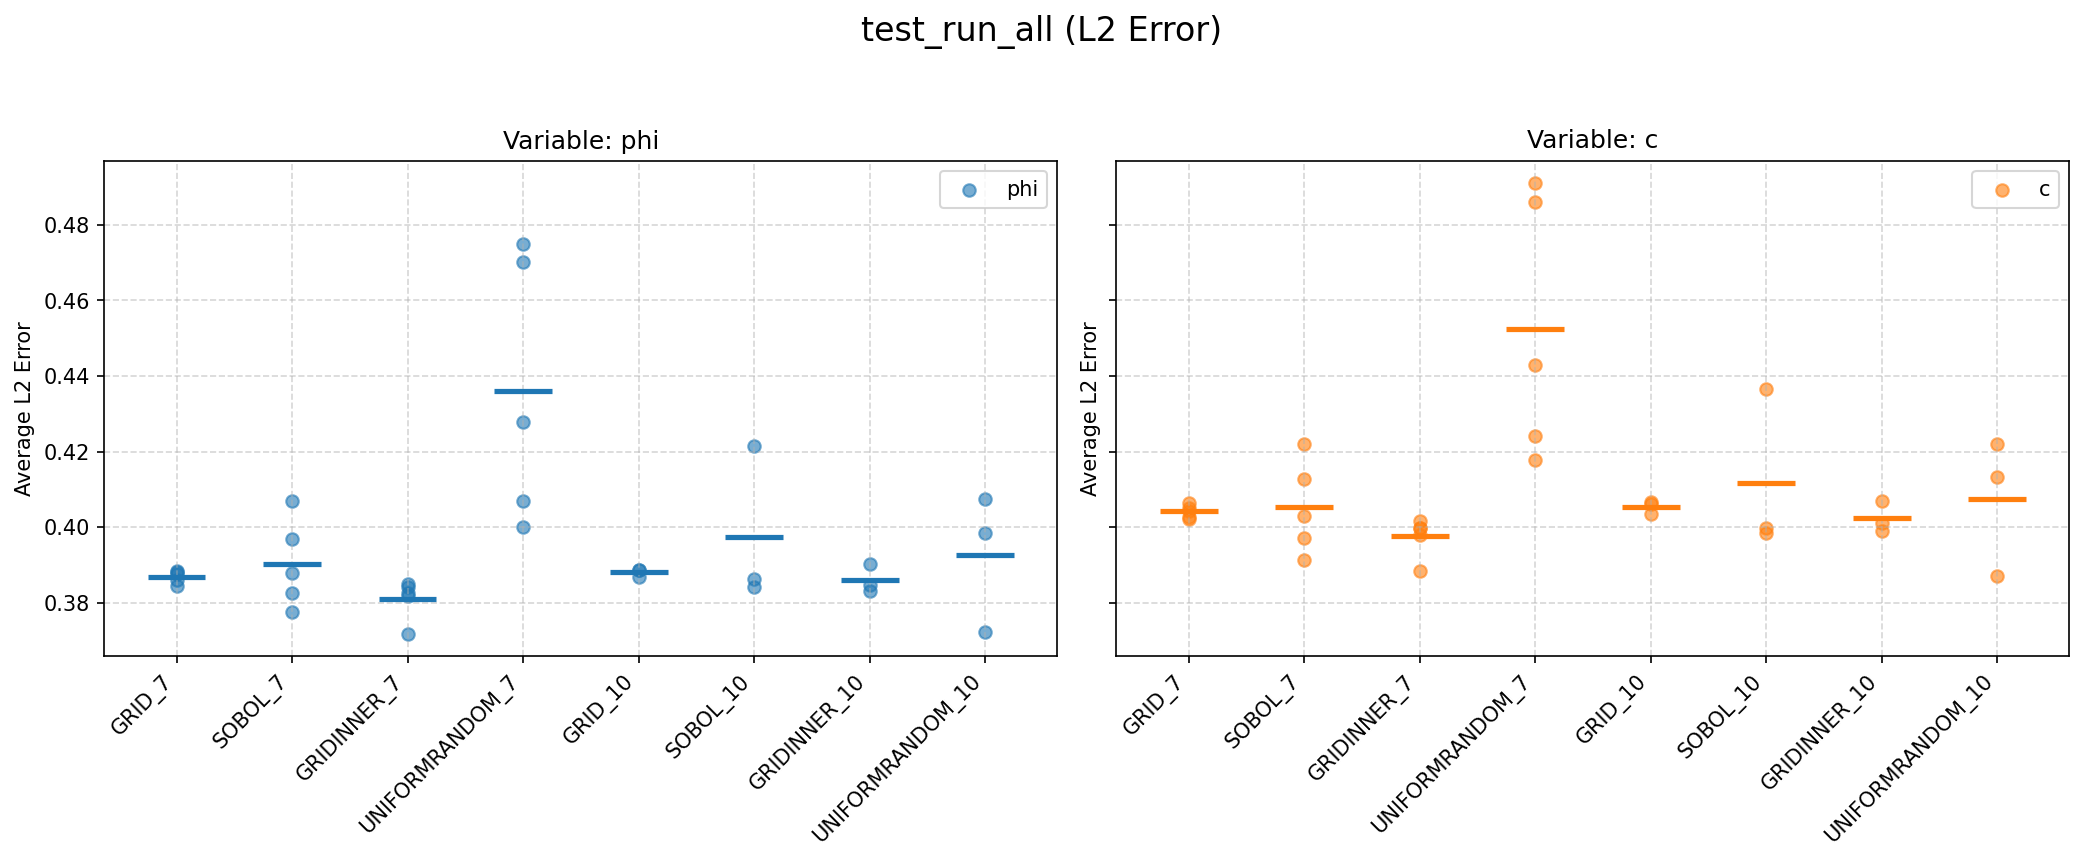 test_run_all (L2 Error)
Variable: phi
phi
Average L2 Error
0.48
0.46
0.44
0.42
0.40
0.38
GRID_7
SOBOL_7
GRIDINNER_7
UNIFORMRANDOM_7
GRID_10
SOBOL_10
GRIDINNER_10
UNIFORMRANDOM_10
Variable: c
c
Average L2 Error
GRID_7
SOBOL_7
GRIDINNER_7
UNIFORMRANDOM_7
GRID_10
SOBOL_10
GRIDINNER_10
UNIFORMRANDOM_10